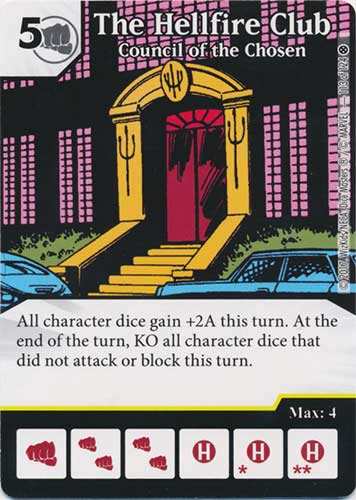 5
The Hellfire Club
Council of the Chosen
All character dice gain +2A this turn. At the
end of the turn, KO all character dice that
did not attack or block this turn.
Max: 4
H
H
*
H
**